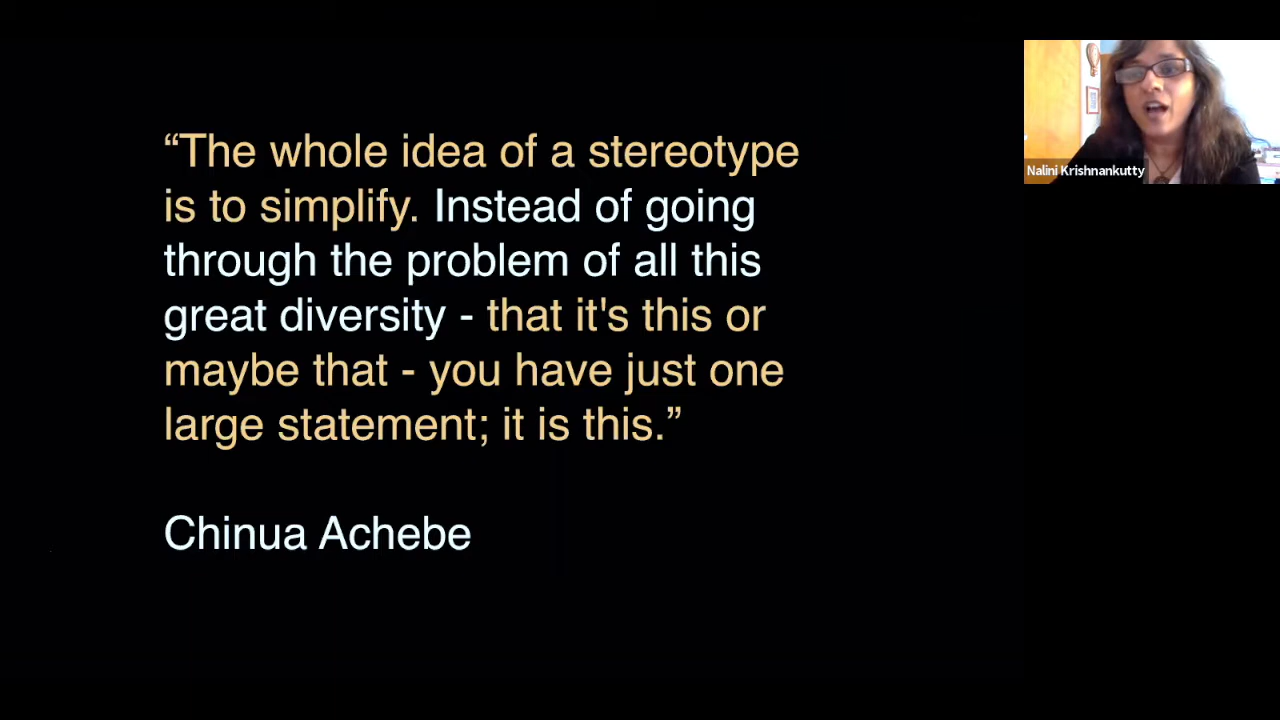 “The whole idea of a stereotype
is to simplify. Instead of going
through the problem of all this
great diversity - that it's this or
maybe that - you have just one
large statement; it is this.”
Chinua Achebe
Nalini Krishnankutty